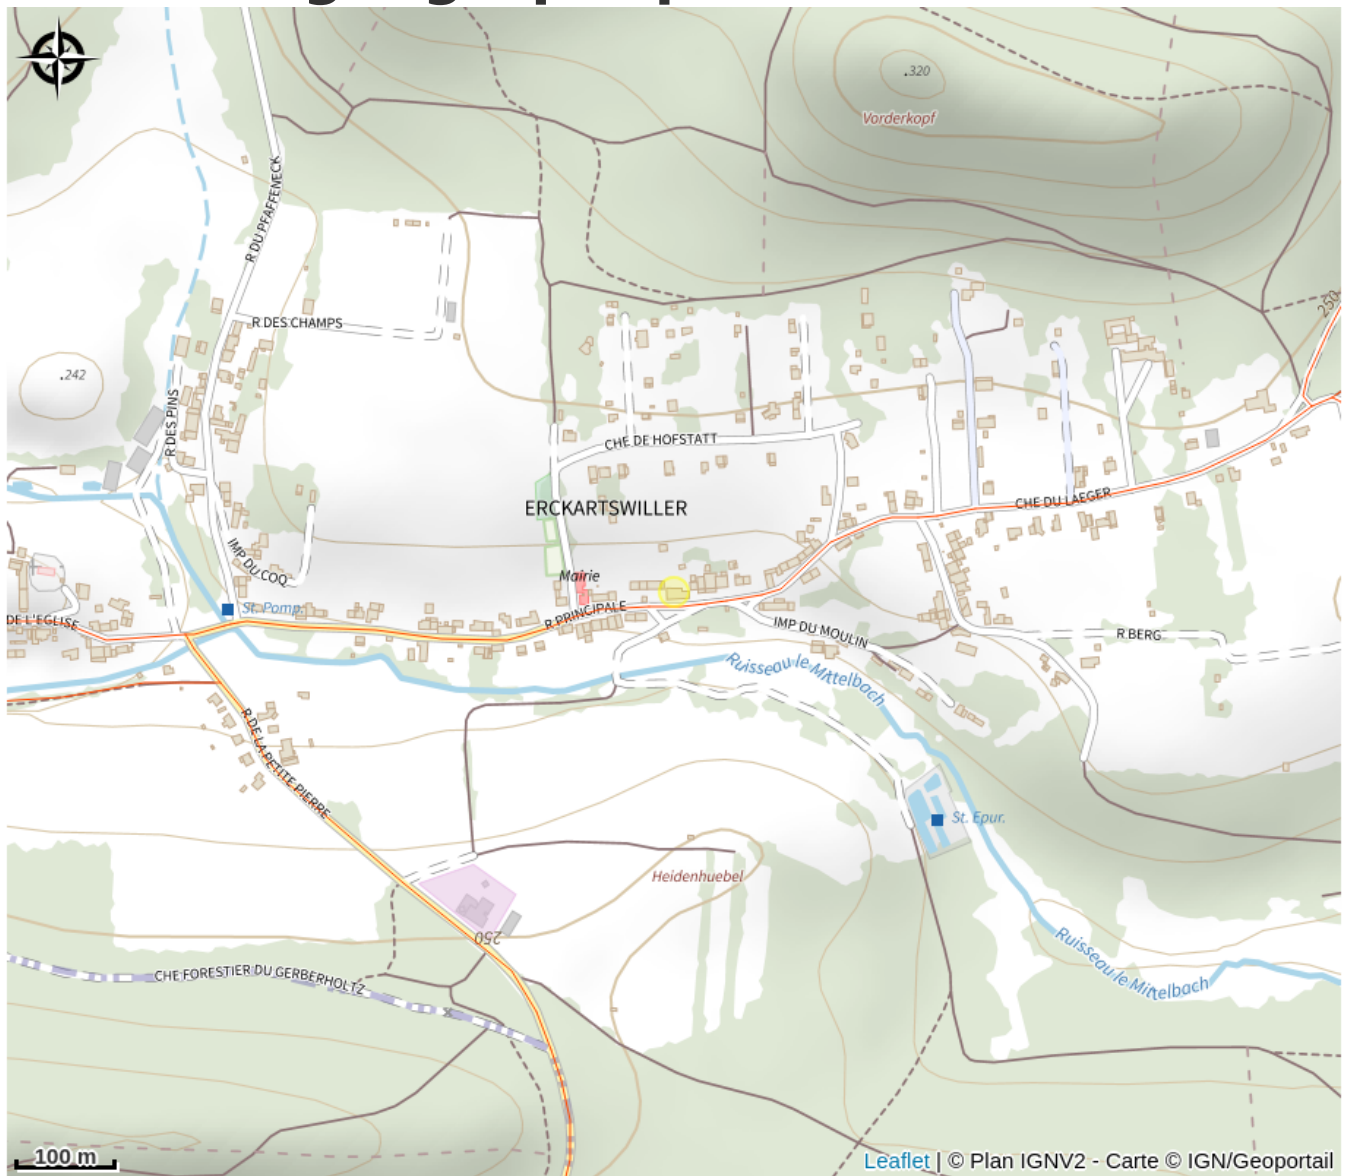 .320
Vorderkopf
R DU PFAFFENECK
250
R DES CHAMPS
.242
R DES PINS
CHE DE HOFSTATT
CHE DU LAEGER
ERCKARTSWILLER
IMP DU COQ
Mairie
St. Pomp.
R PRINCIPALE
DE L'EGLISE
IMP DU MOULIN
R BERG
Ruisseau le Mittelbach
R DE LA PETITE PIERRE
St. Epur.
Heidenhuebel
250
Ruisseau le Mittelbach
CHE FORESTIER DU GERBERHOLTZ
100 m
Leaflet | © Plan IGNV2 - Carte © IGN/Geoportail